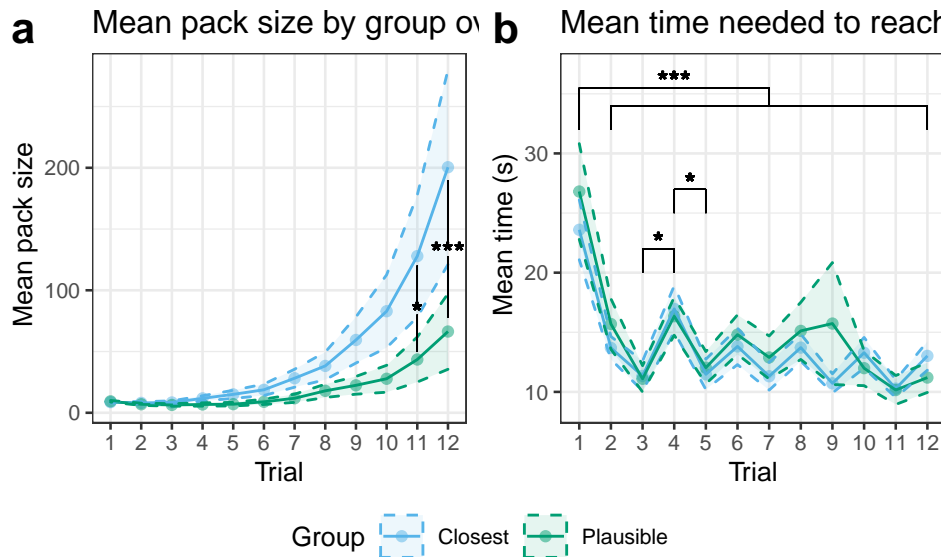 a Mean pack size by group ov
b Mean time needed to reach
Mean pack size
200
100
0
***
*
1 2 3 4 5 6 7 8 9 10 11 12
Trial
Mean time (s)
30
20
10
***
*
*
1 2 3 4 5 6 7 8 9 10 11 12
Trial
Group Closest Plausible